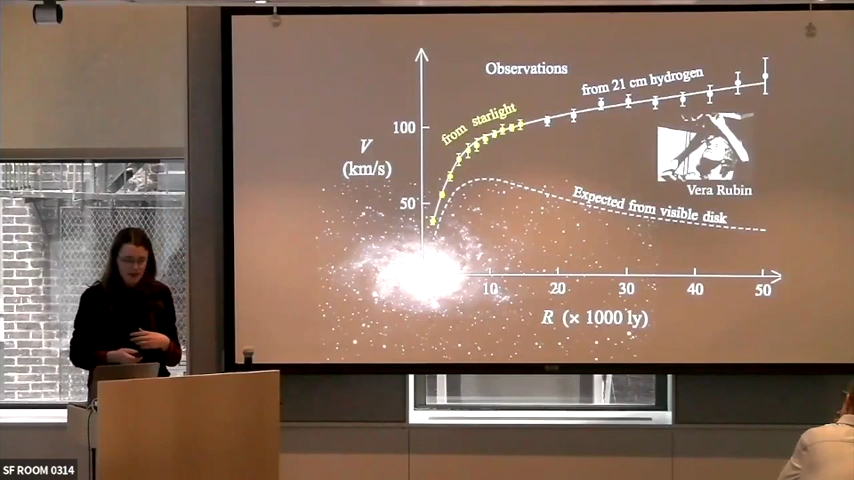 Observations
from 21 cm hydrogen
from starlight
100
V
(km/s)
Vera Rubin
Expected from visible disk
50
10
20
30
40
50
R (× 1000 ly)
SF ROOM 0314